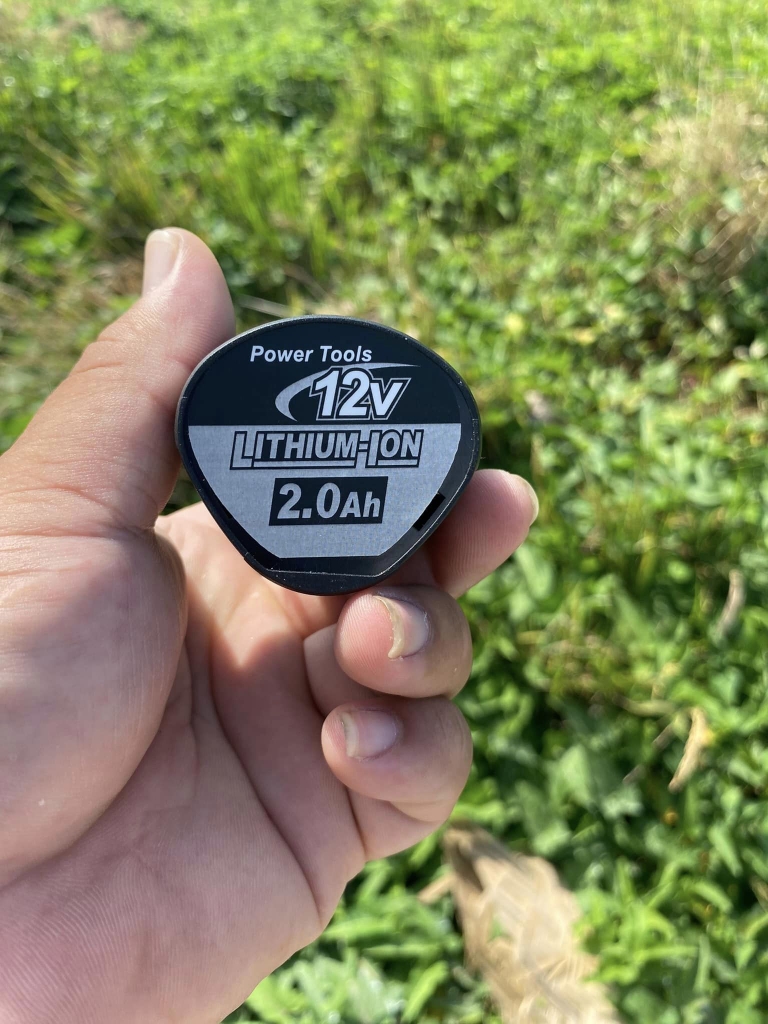 Power Tools
12V
LITHIUM-ION
2.0Ah